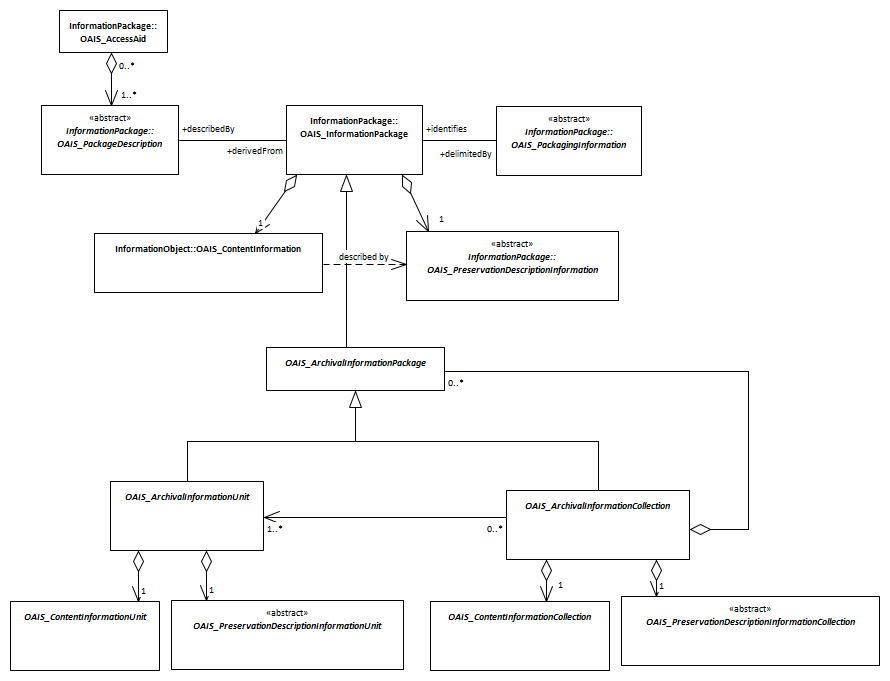 InformationPackage::
OAIS_AccessAid
0..*
1..*
«abstract»
InformationPackage::
OAIS_PackageDescription
+describedBy
+derivedFrom
InformationPackage::
OAIS_InformationPackage
+identifies
+delimitedBy
«abstract»
InformationPackage::
OAIS_PackagingInformation
1
1
InformationObject::OAIS_ContentInformation
described by
«abstract»
InformationPackage::
OAIS_PreservationDescriptionInformation
OAIS_ArchivalInformationPackage
0..*
OAIS_ArchivalInformationUnit
OAIS_ArchivalInformationCollection
1..*
0..*
1
1
1
1
OAIS_ContentInformationUnit
«abstract»
OAIS_PreservationDescriptionInformationUnit
OAIS_ContentInformationCollection
«abstract»
OAIS_PreservationDescriptionInformationCollection